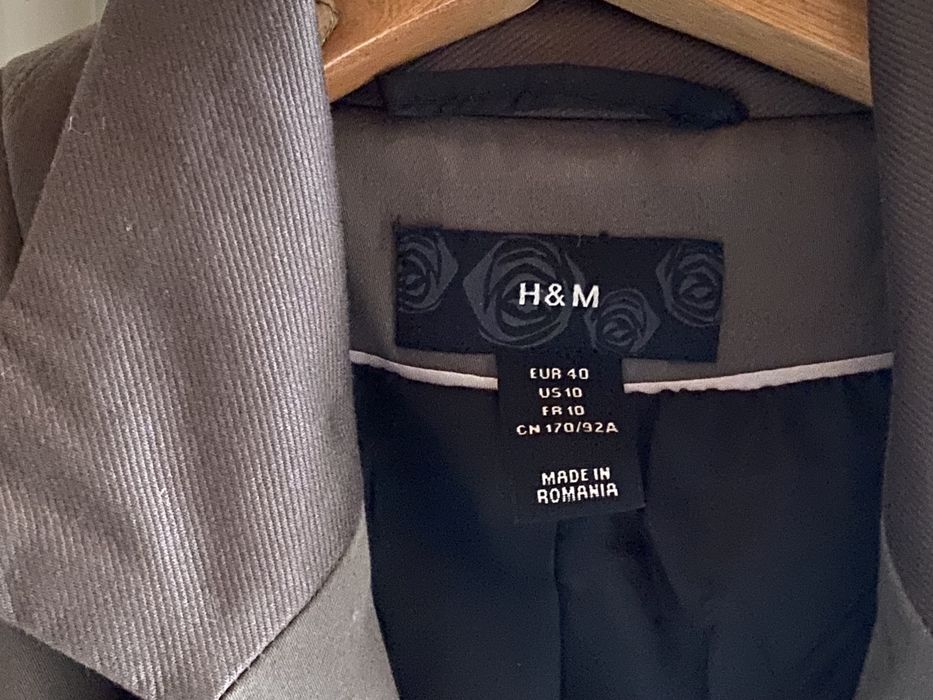 H&M
EUR 40
US 10
FR 10
CN 170/92A
MADE IN
ROMANIA